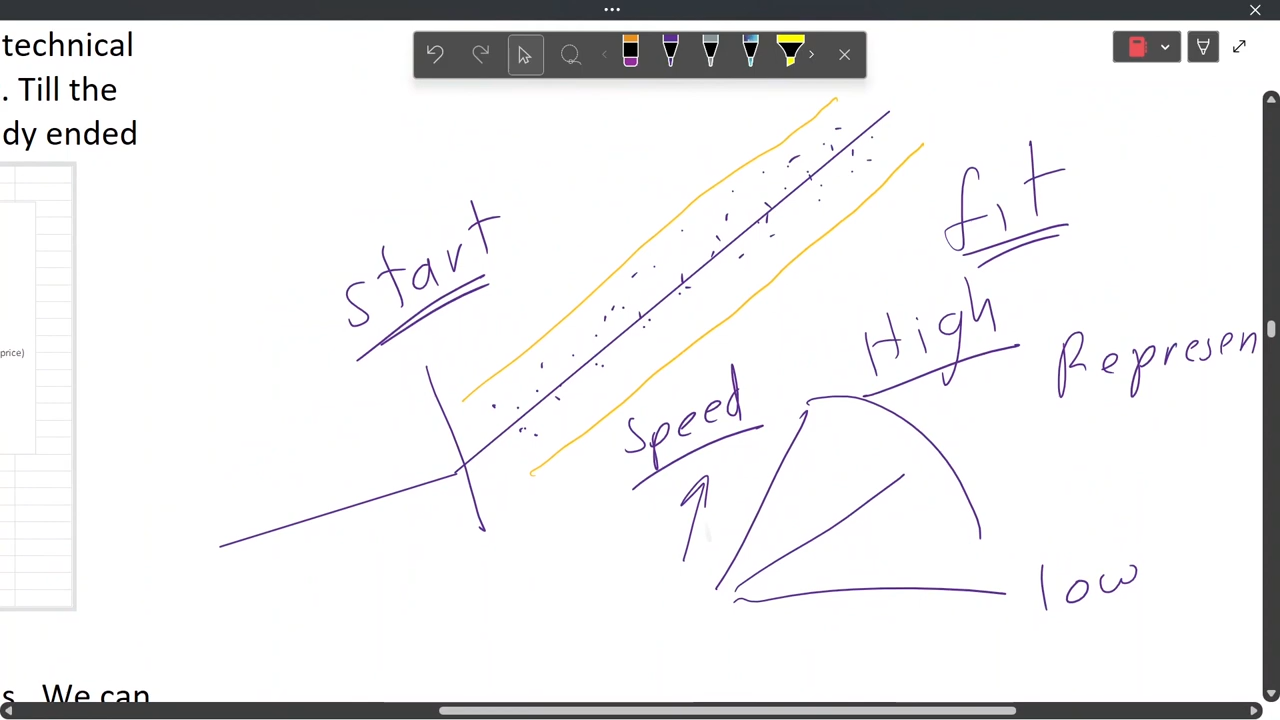 technical
. Till the
dy ended
price)
start
fit
High
Represen
Speed
low
s. We can